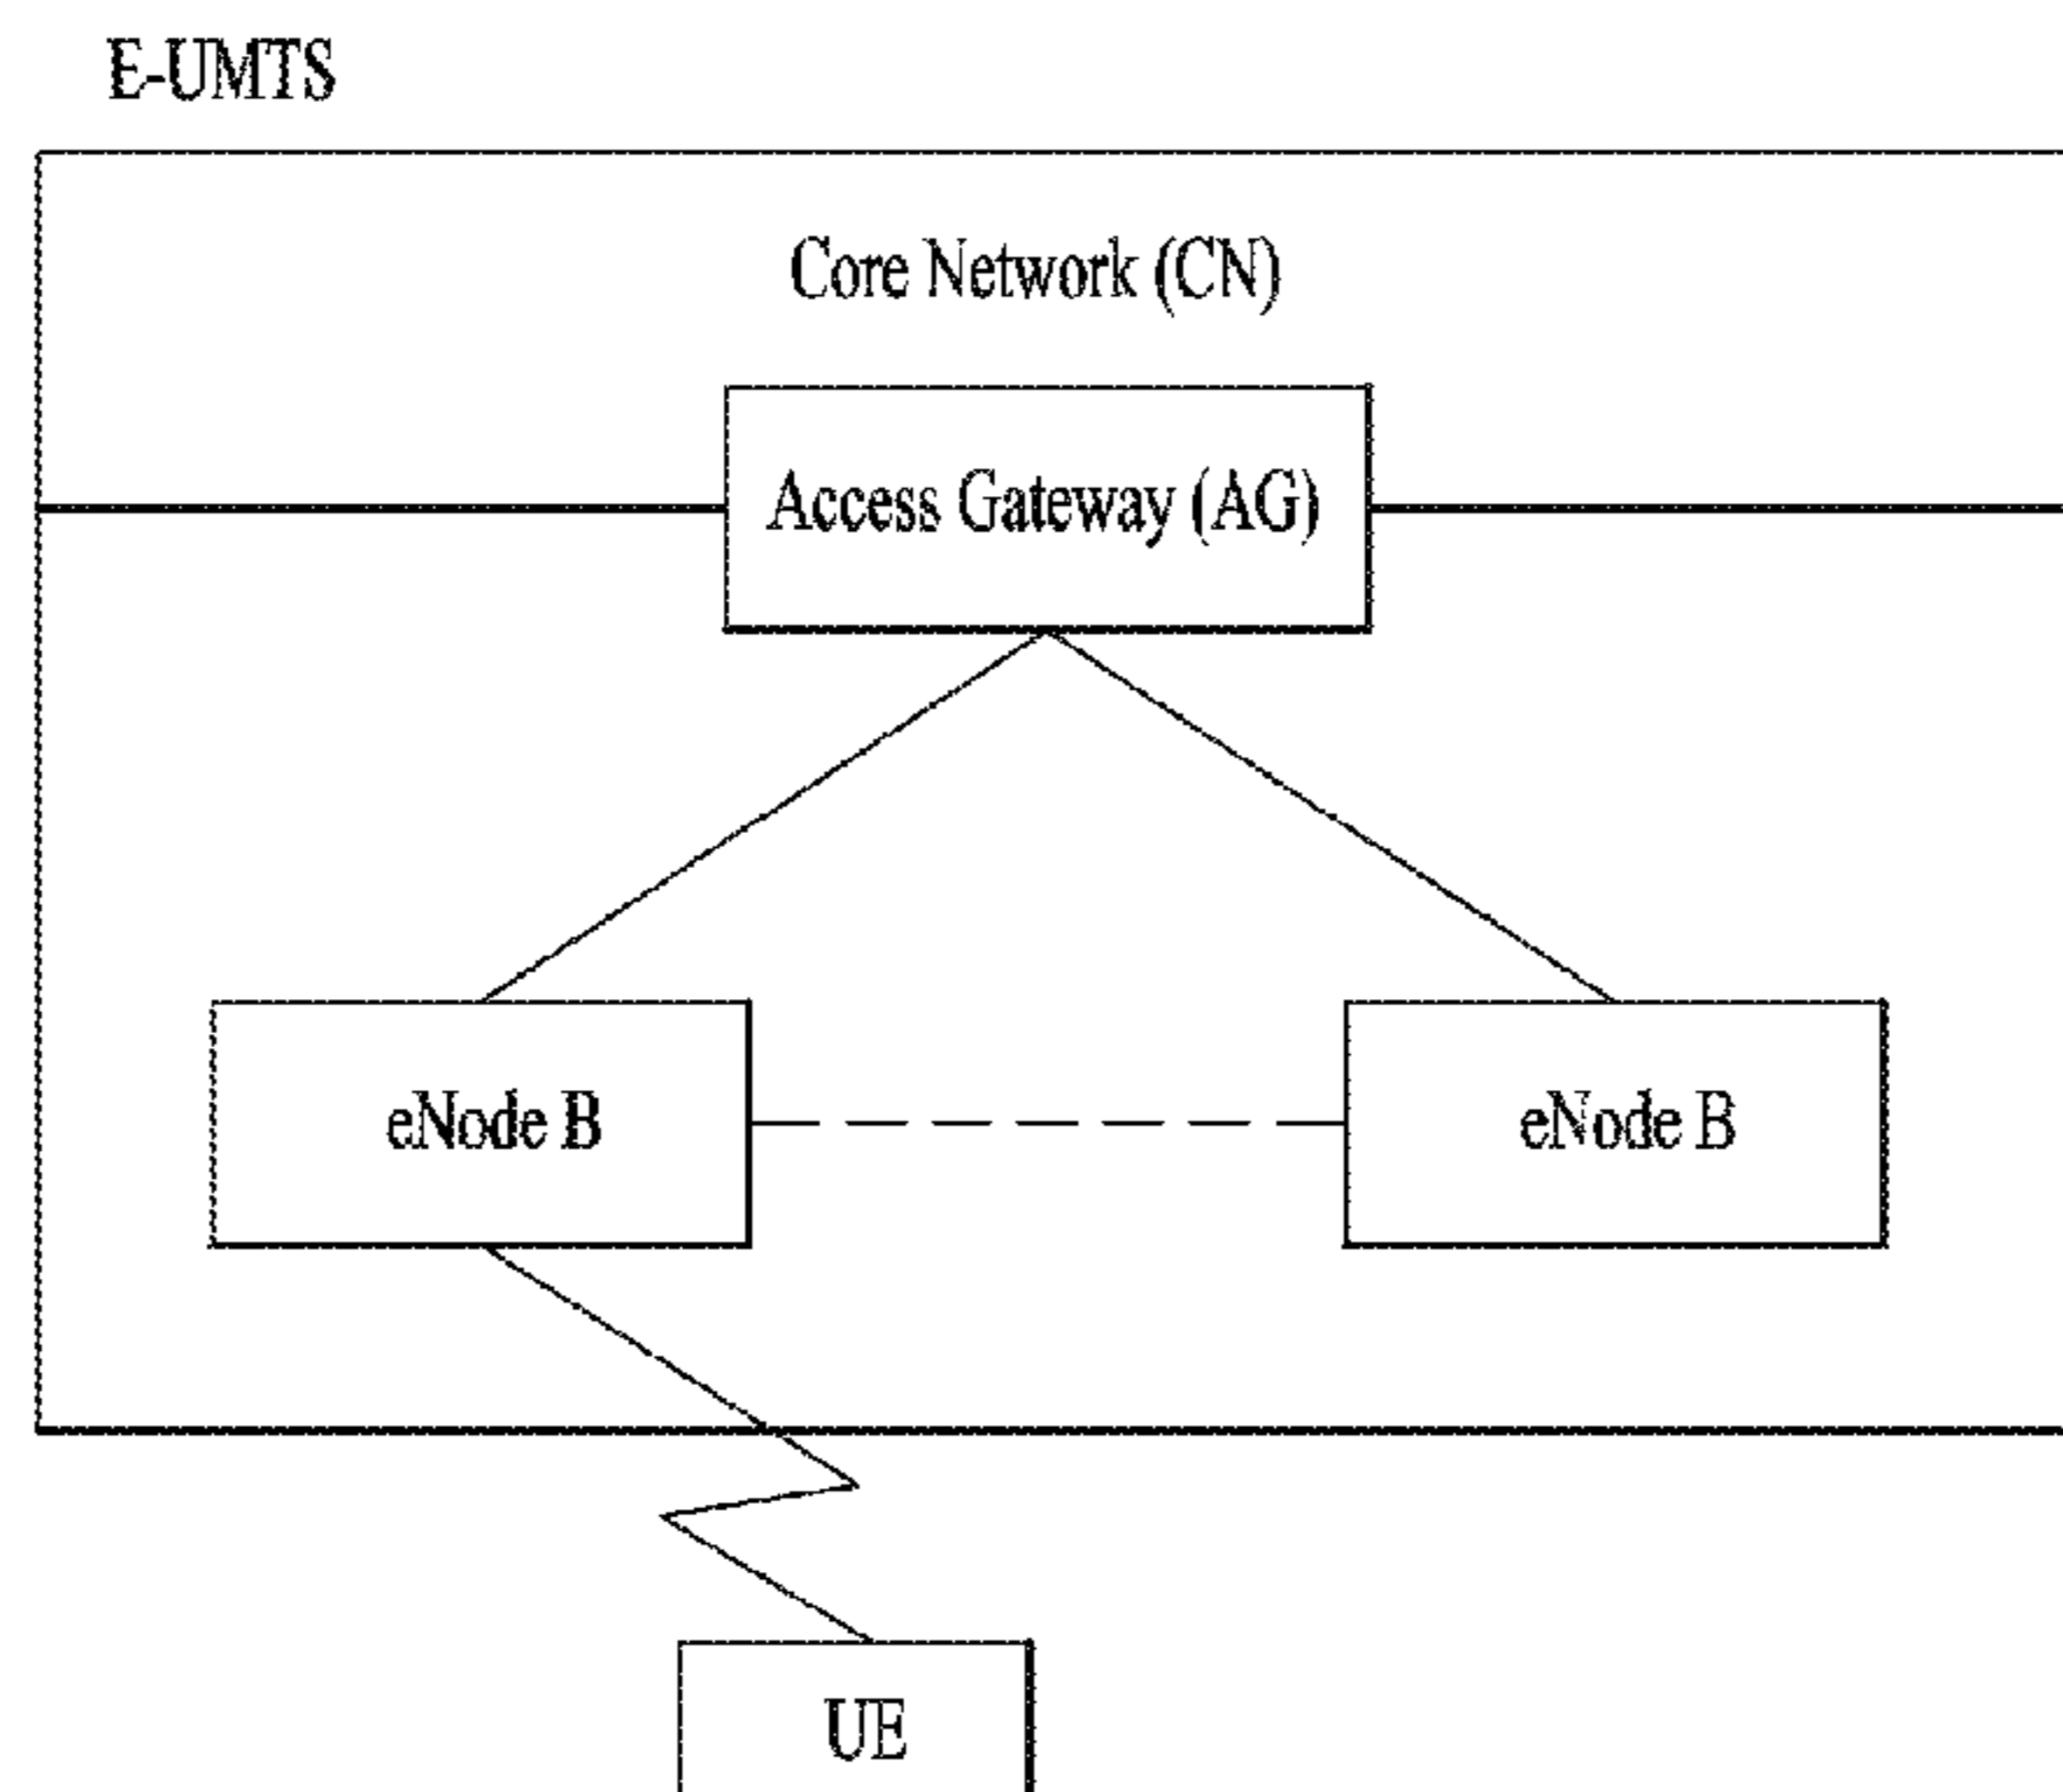 E-UMTS
Core Network (CN)
Access Gateway (AG)
eNode B
eNode B
UE